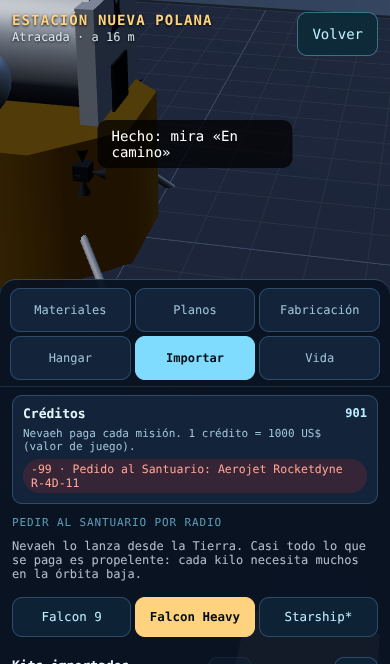 ESTACIÓN NUEVA POLANA
Atracada · a 16 m
Volver
Hecho: mira «En
camino»
Materiales
Planos
Fabricación
Hangar
Importar
Vida
Créditos
901
Nevaeh paga cada misión. 1 crédito = 1000 US$
(valor de juego).
-99 · Pedido al Santuario: Aerojet Rocketdyne
R-4D-11
PEDIR AL SANTUARIO POR RADIO
Nevaeh lo lanza desde la Tierra. Casi todo lo que
se paga es propelente: cada kilo necesita muchos
en la órbita baja.
Falcon 9
Falcon Heavy
Starship*
Kits importados